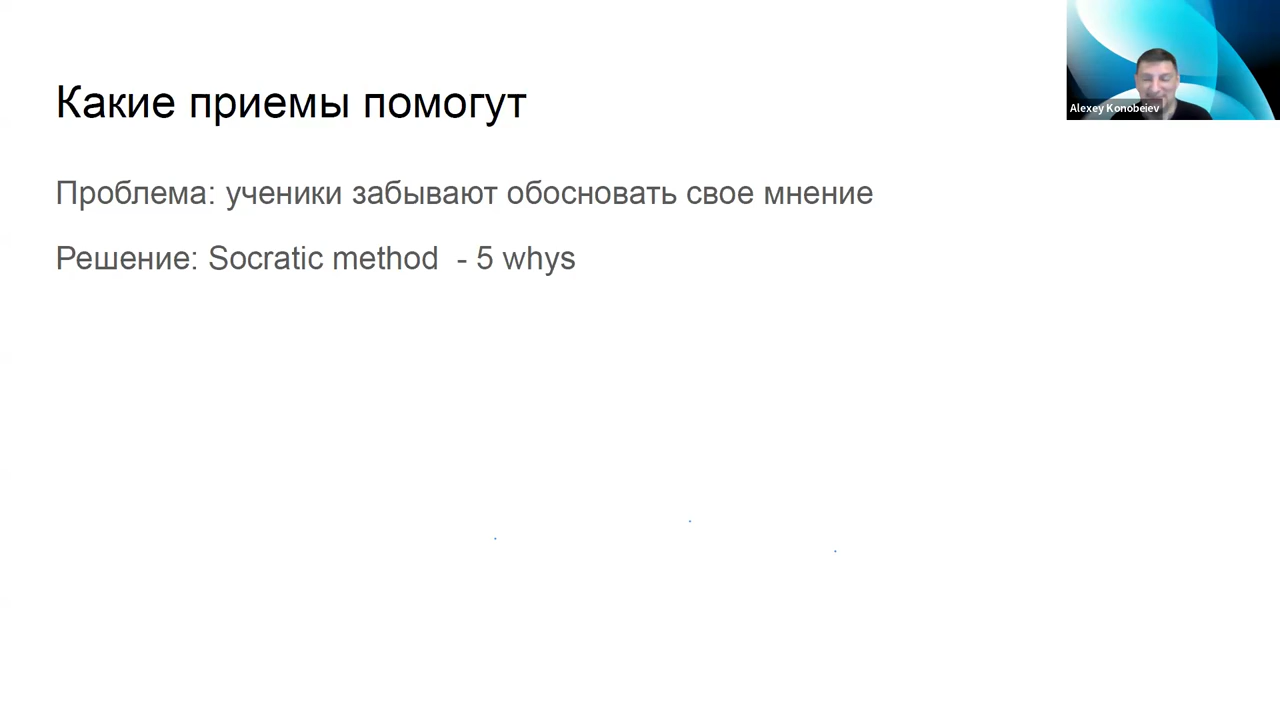 Какие приемы помогут
Alexey Konobeiev
Проблема: ученики забывают обосновать свое мнение
Решение: Socratic method - 5 whys